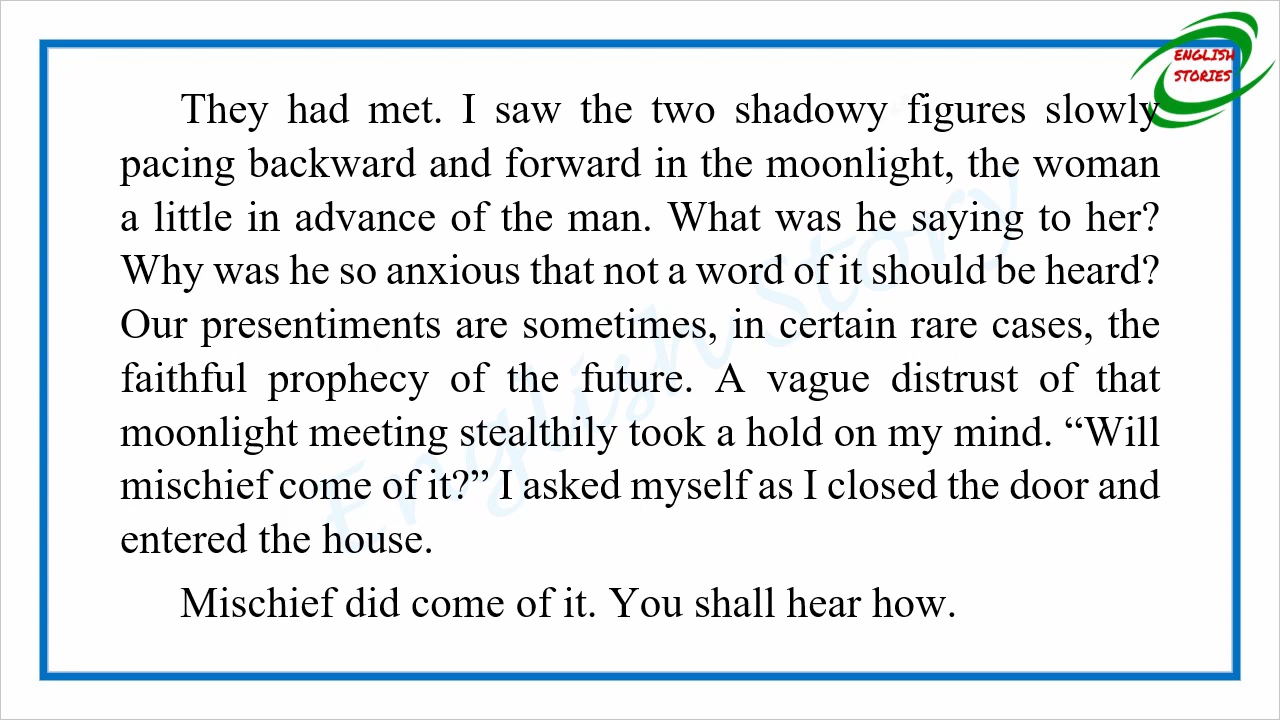 ENGLISH
STORIES
They had met. I saw the two shadowy figures slowly
pacing backward and forward in the moonlight, the woman
a little in advance of the man. What was he saying to her?
Why was he so anxious that not a word of it should be heard?
Our presentiments are sometimes, in certain rare cases, the
faithful prophecy of the future. A vague distrust of that
moonlight meeting stealthily took a hold on my mind. “Will
mischief come of it?” I asked myself as I closed the door and
entered the house.
Mischief did come of it. You shall hear how.
English Story